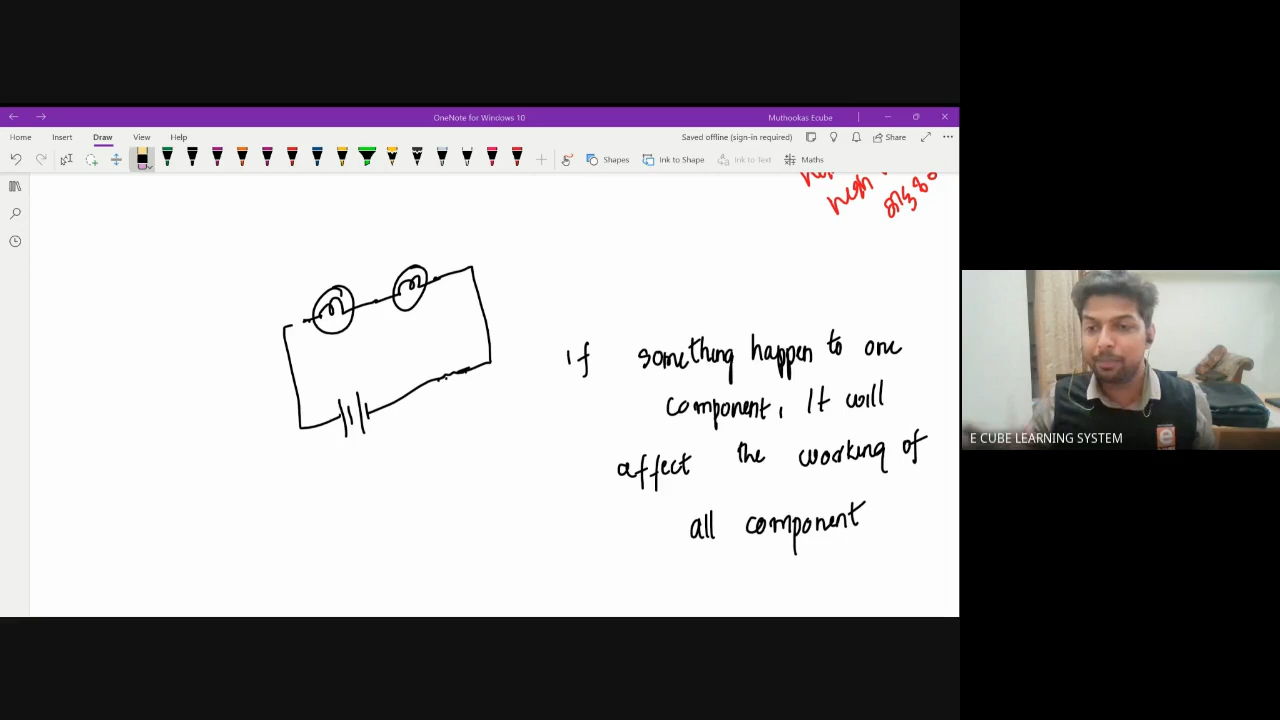 OneNote for Windows 10
Muthookas Ecube
Home Insert Draw View Help
Saved offline (sign-in required)
Share
Shapes
Ink to Shape
Ink to Text
Maths
If something happen to one
component, It will
affect the working of
all component
E CUBE LEARNING SYSTEM